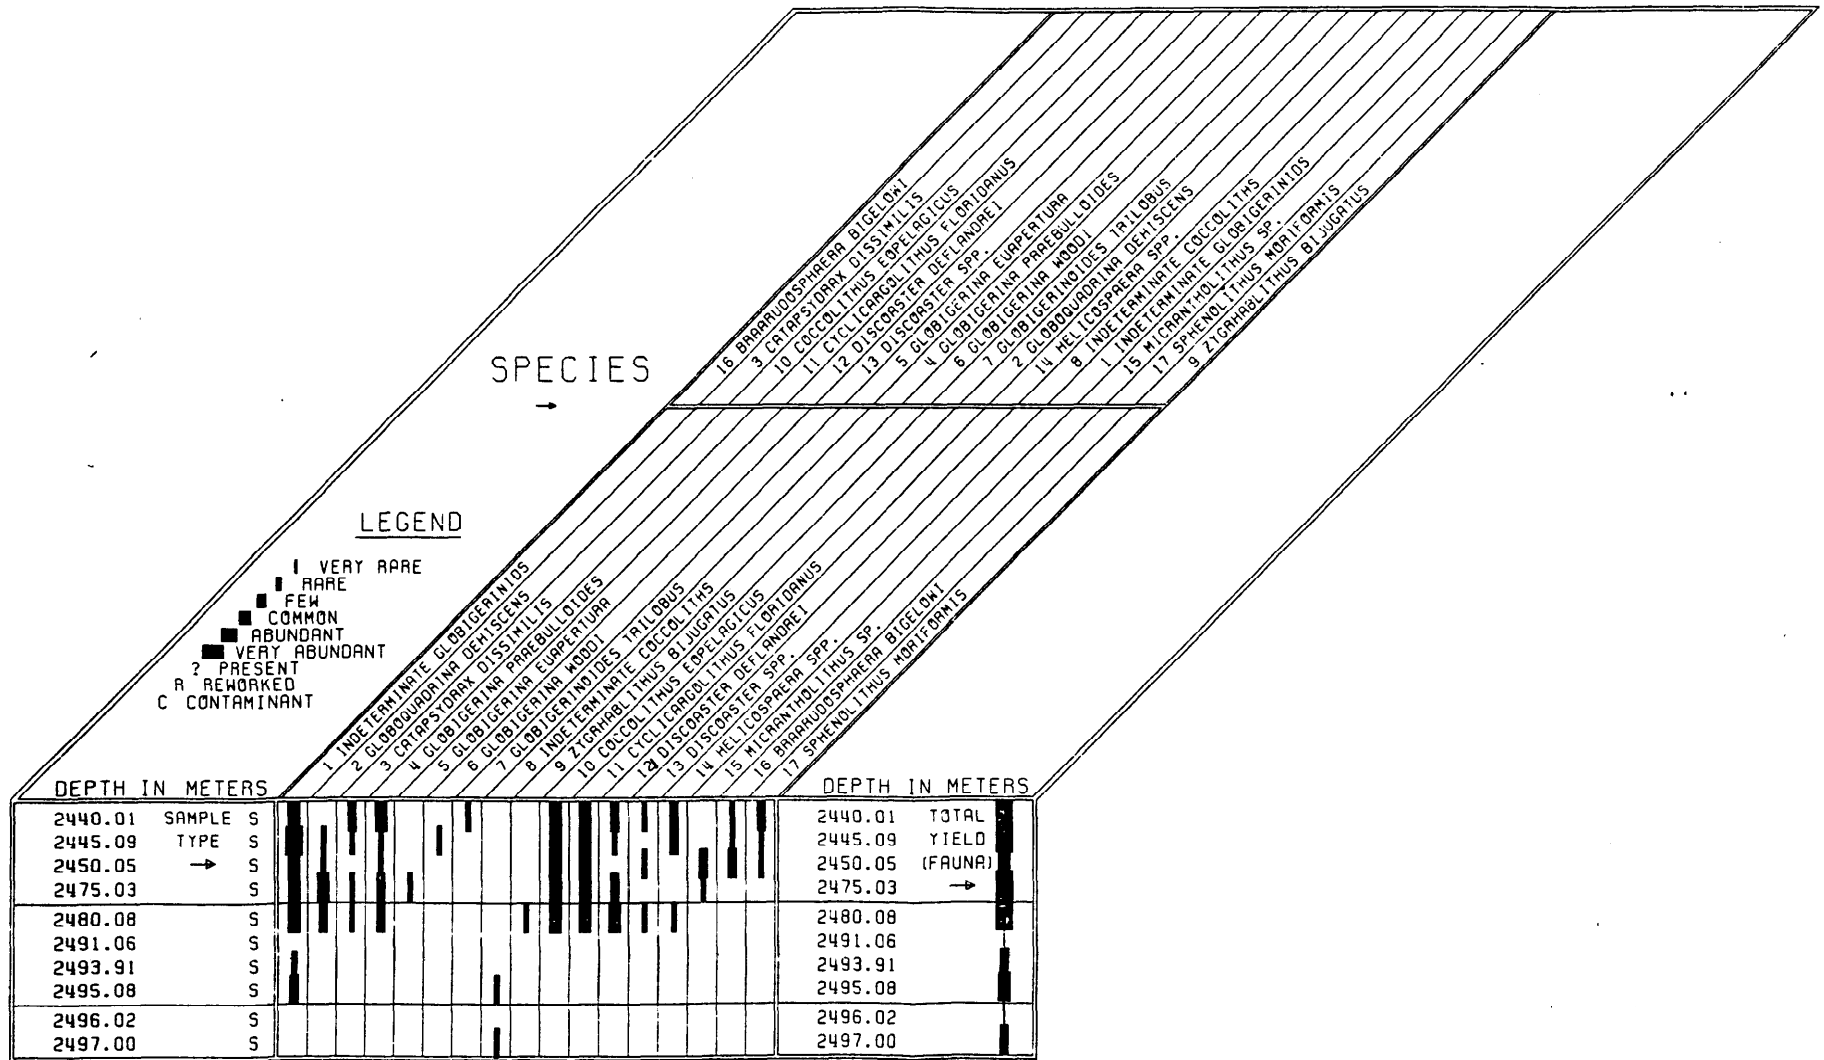 16 BRAARUDOSPHAERA BIGELOWI
3 CATAPSYDRAX DISSIMILIS
10 COCCOLITHUS EOPELAGICUS
11 CYCLICARGOLITHUS FLORIDANUS
12 DISCOASTER DEFLANDREI
13 DISCOASTER SPP.
5 GLOBIGERINA EUAPERTURA
4 GLOBIGERINA PRAEBULLOIDES
6 GLOBIGERINA WOODI
7 GLOBIGERINOIDES TRILOBUS
2 GLOBOQUADRINA DEHISCENS
14 HELICOSPAERA SPP.
8 INDETERMINATE COCCOLITHS
1 INDETERMINATE GLOBIGERINIDS
15 MICRANTHOLITHUS SP.
17 SPHENOLITHUS MORIFORMIS
9 ZYGRHABLITHUS BIJUGATUS
SPECIES
→
LEGEND
VERY RARE
RARE
FEW
COMMON
ABUNDANT
VERY ABUNDANT
? PRESENT
R REWORKED
C CONTAMINANT
1 INDETERMINATE GLOBIGERINIDS
2 GLOBOQUADRINA DEHISCENS
3 CATAPSYDRAX DISSIMILIS
4 GLOBIGERINA PRAEBULLOIDES
5 GLOBIGERINA EUAPERTURA
6 GLOBIGERINA WOODI
7 GLOBIGERINOIDES TRILOBUS
8 INDETERMINATE COCCOLITHS
9 ZYGRHABLITHUS BIJUGATUS
10 COCCOLITHUS EOPELAGICUS
11 CYCLICARGOLITHUS FLORIDANUS
12 DISCOASTER DEFLANDREI
13 DISCOASTER SPP.
14 HELICOSPAERA SPP.
15 MICRANTHOLITHUS SP.
16 BRAARUDOSPHAERA BIGELOWI
17 SPHENOLITHUS MORIFORMIS
DEPTH IN METERS
2440.01 SAMPLE S
2445.09 TYPE S
2450.05 → S
2475.03 S
2480.08 S
2491.06 S
2493.91 S
2495.08 S
2496.02 S
2497.00 S
DEPTH IN METERS
2440.01 TOTAL
2445.09 YIELD
2450.05 (FAUNA)
2475.03 →
2480.08
2491.06
2493.91
2495.08
2496.02
2497.00